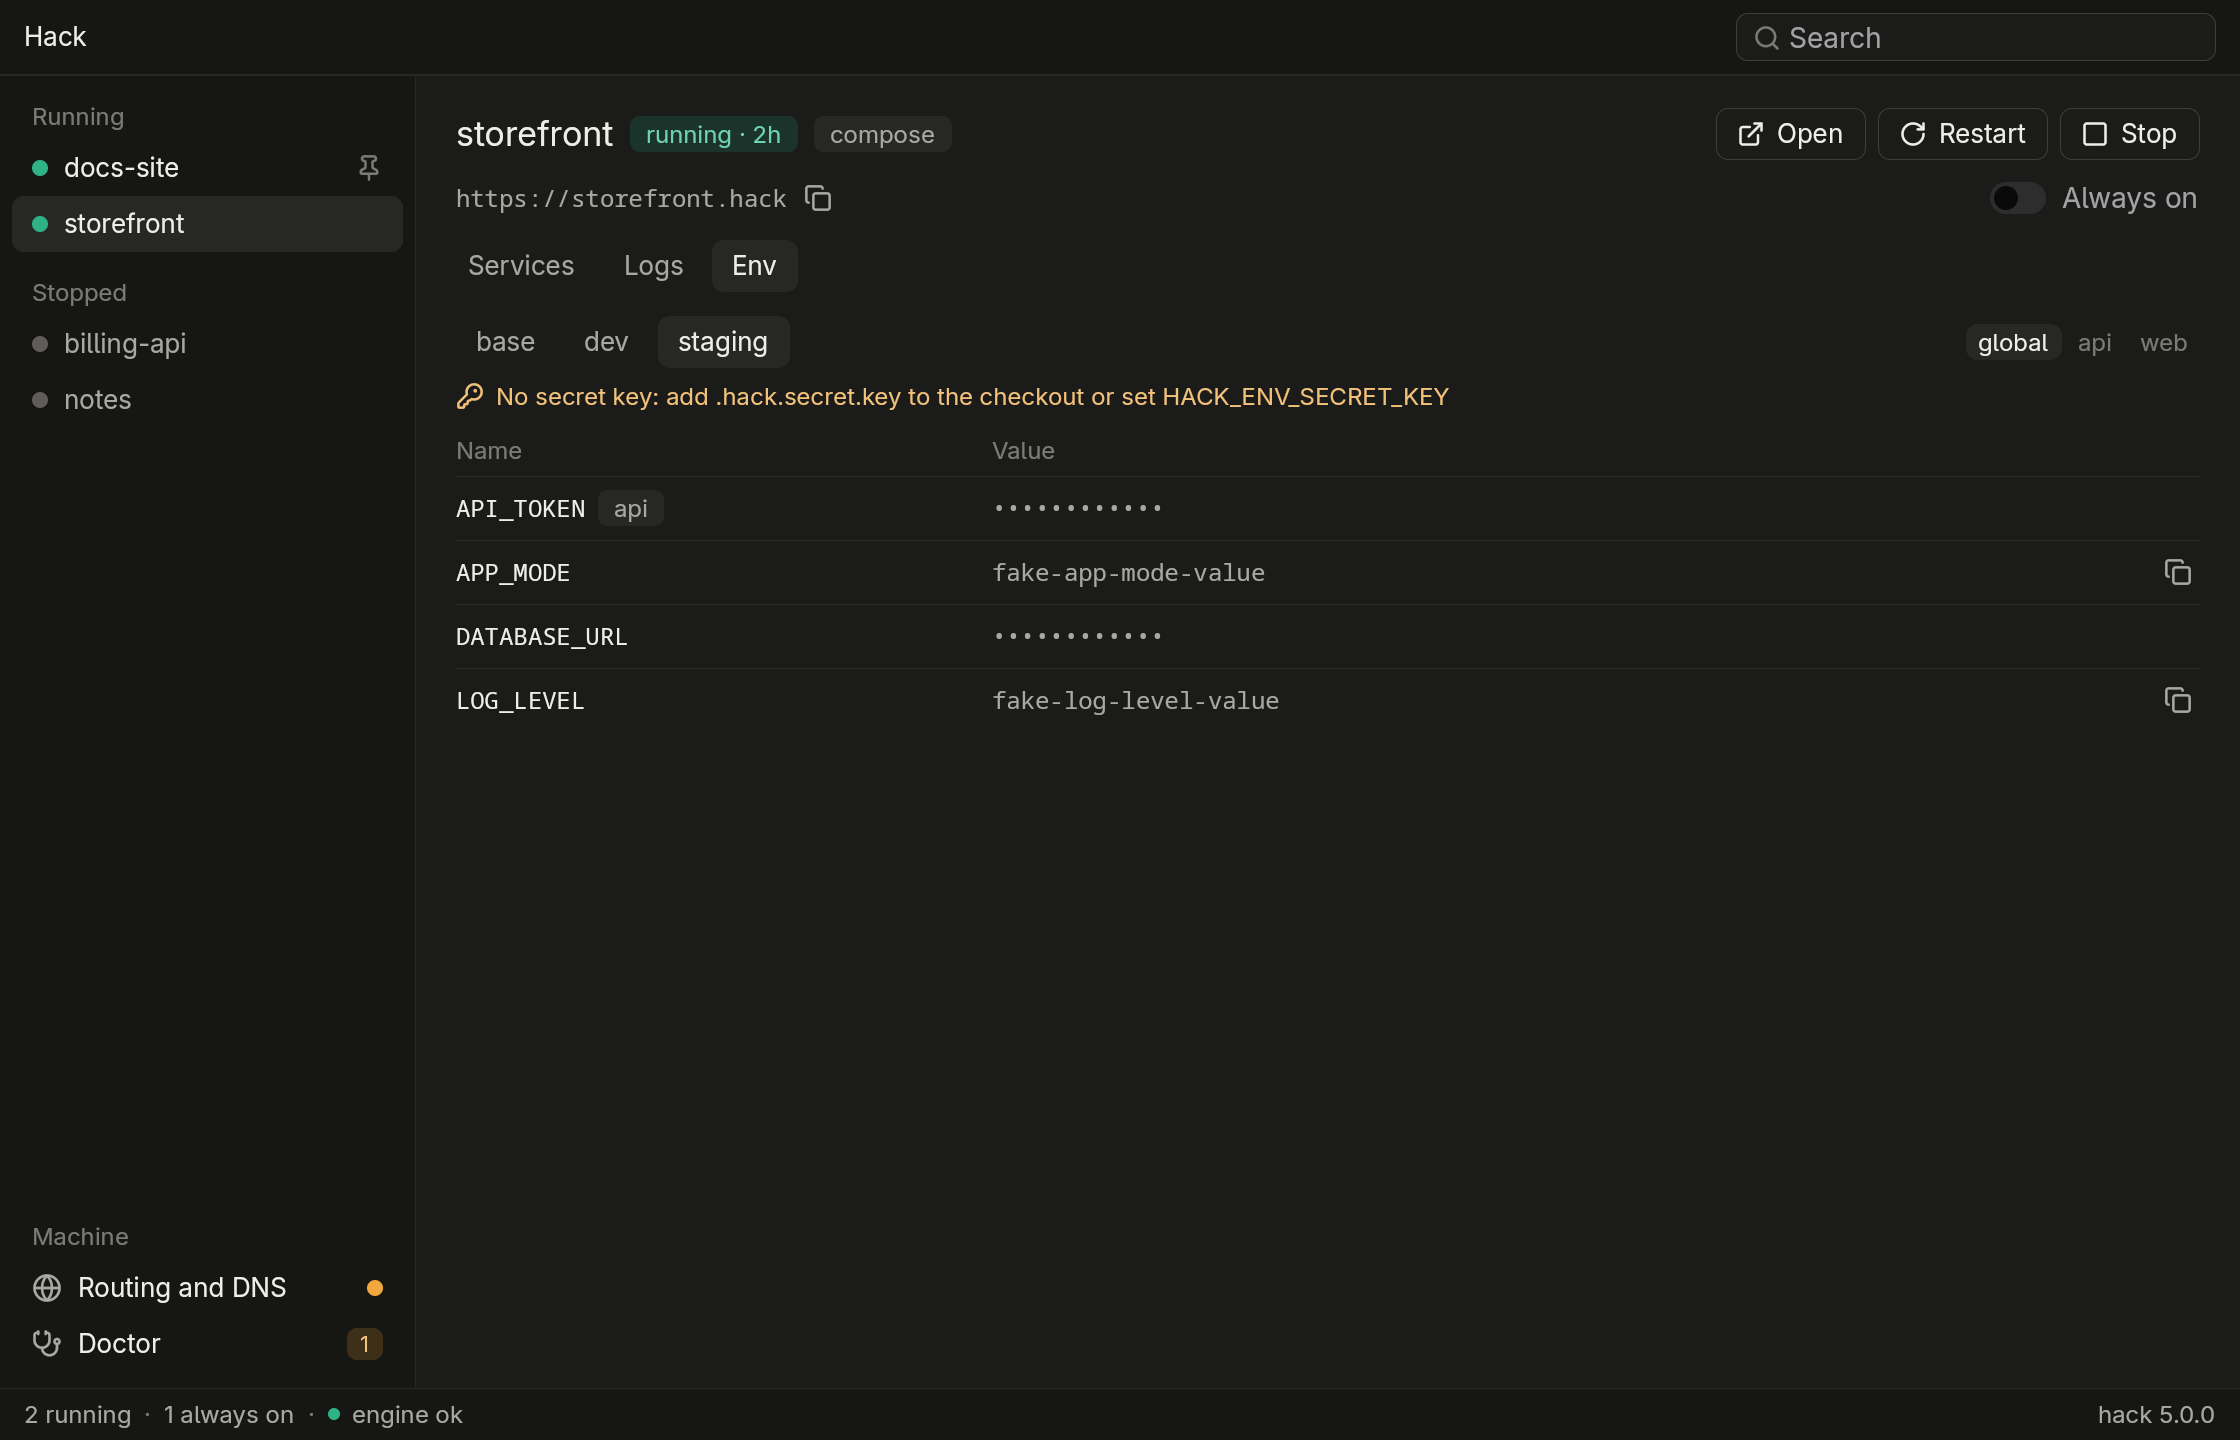 Hack
Search
Running
docs-site
storefront
Stopped
billing-api
notes
Machine
Routing and DNS
Doctor 1
storefront running · 2h compose
Open Restart Stop
https://storefront.hack
Always on
Services Logs Env
base dev staging
global api web
No secret key: add .hack.secret.key to the checkout or set HACK_ENV_SECRET_KEY
Name Value
API_TOKEN api ••••••••••••
APP_MODE fake-app-mode-value
DATABASE_URL ••••••••••••
LOG_LEVEL fake-log-level-value
2 running · 1 always on · engine ok
hack 5.0.0